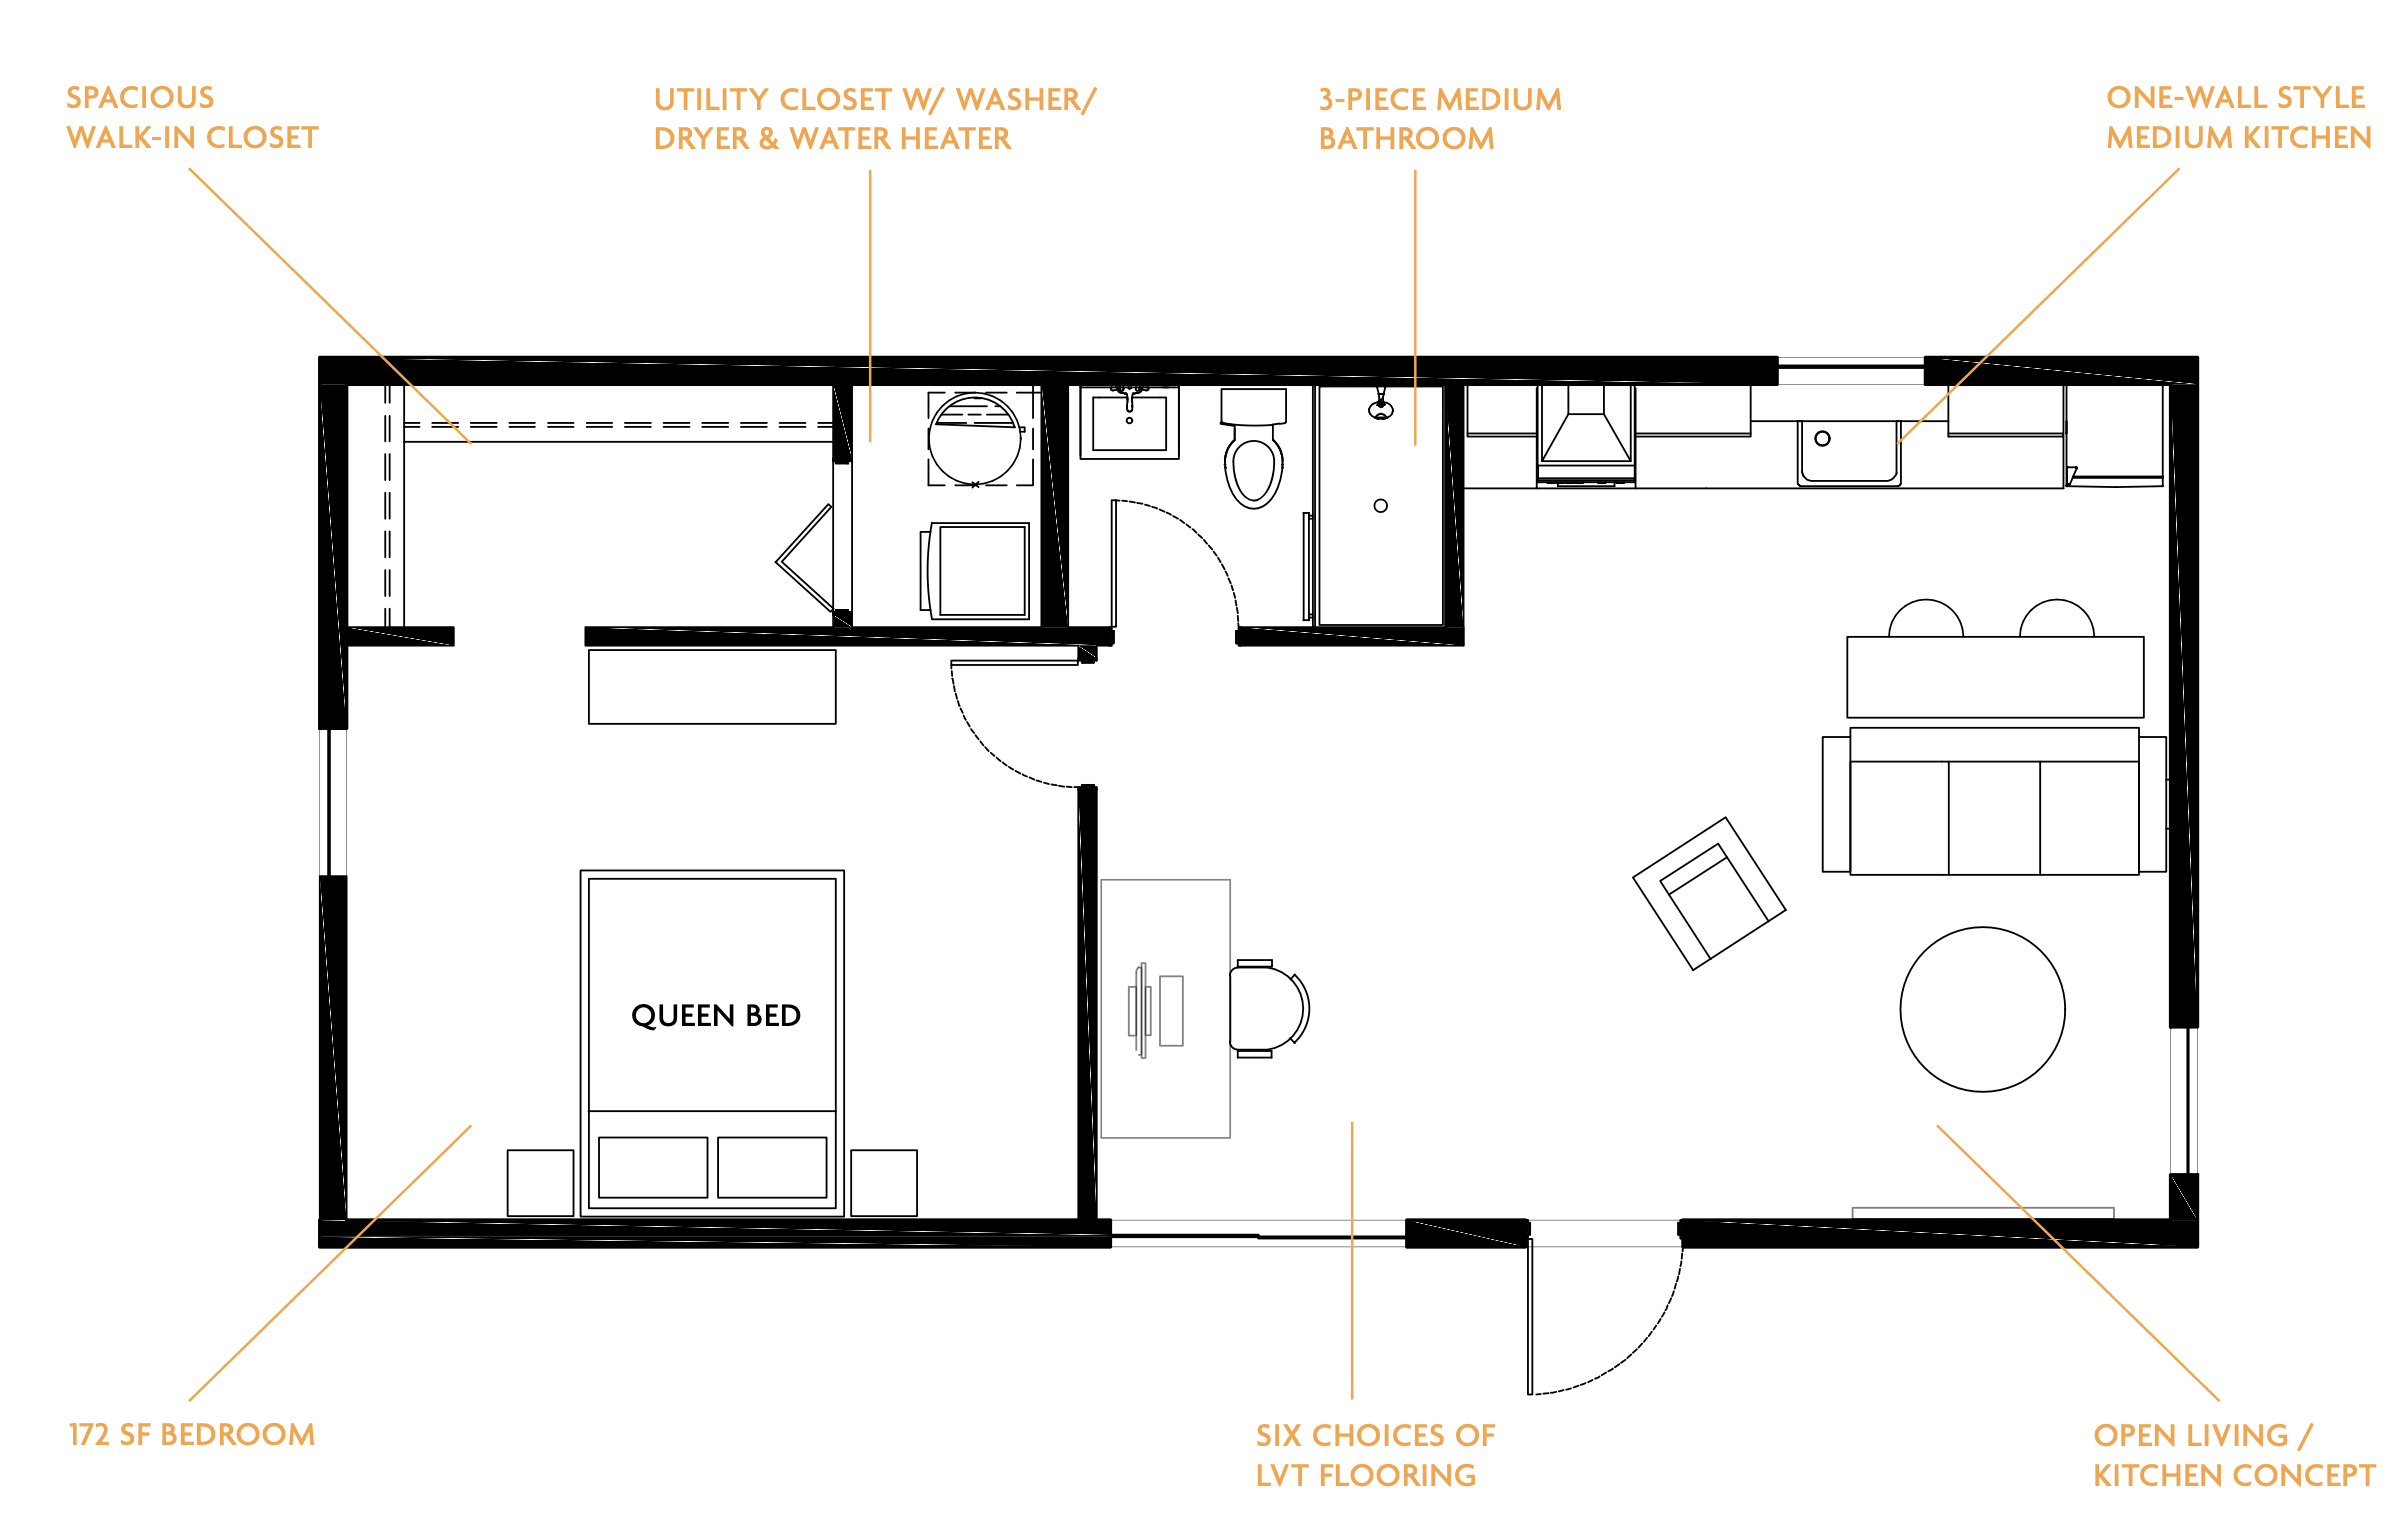 SPACIOUS
WALK-IN CLOSET
UTILITY CLOSET W/ WASHER/
DRYER & WATER HEATER
3-PIECE MEDIUM
BATHROOM
ONE-WALL STYLE
MEDIUM KITCHEN
QUEEN BED
172 SF BEDROOM
SIX CHOICES OF
LVT FLOORING
OPEN LIVING /
KITCHEN CONCEPT